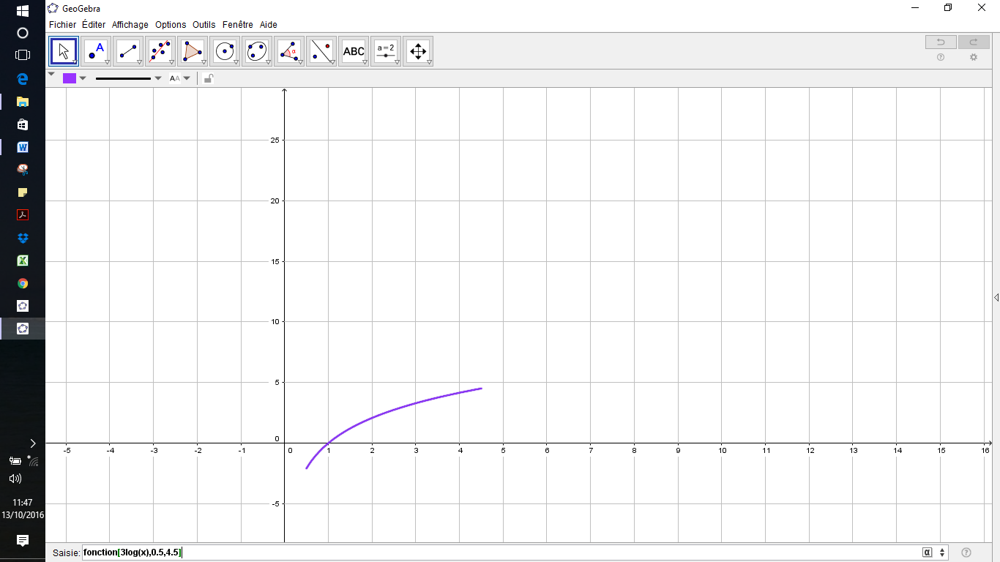 GeoGebra
Fichier Éditer Affichage Options Outils Fenêtre Aide
A
α
ABC
a = 2
AA
25
20
15
10
5
0
-5 -4 -3 -2 -1 0 1 2 3 4 5 6 7 8 9 10 11 12 13 14 15 16
-5
11:47
13/10/2016
Saisie: fonction[3log(x),0.5,4.5]
α